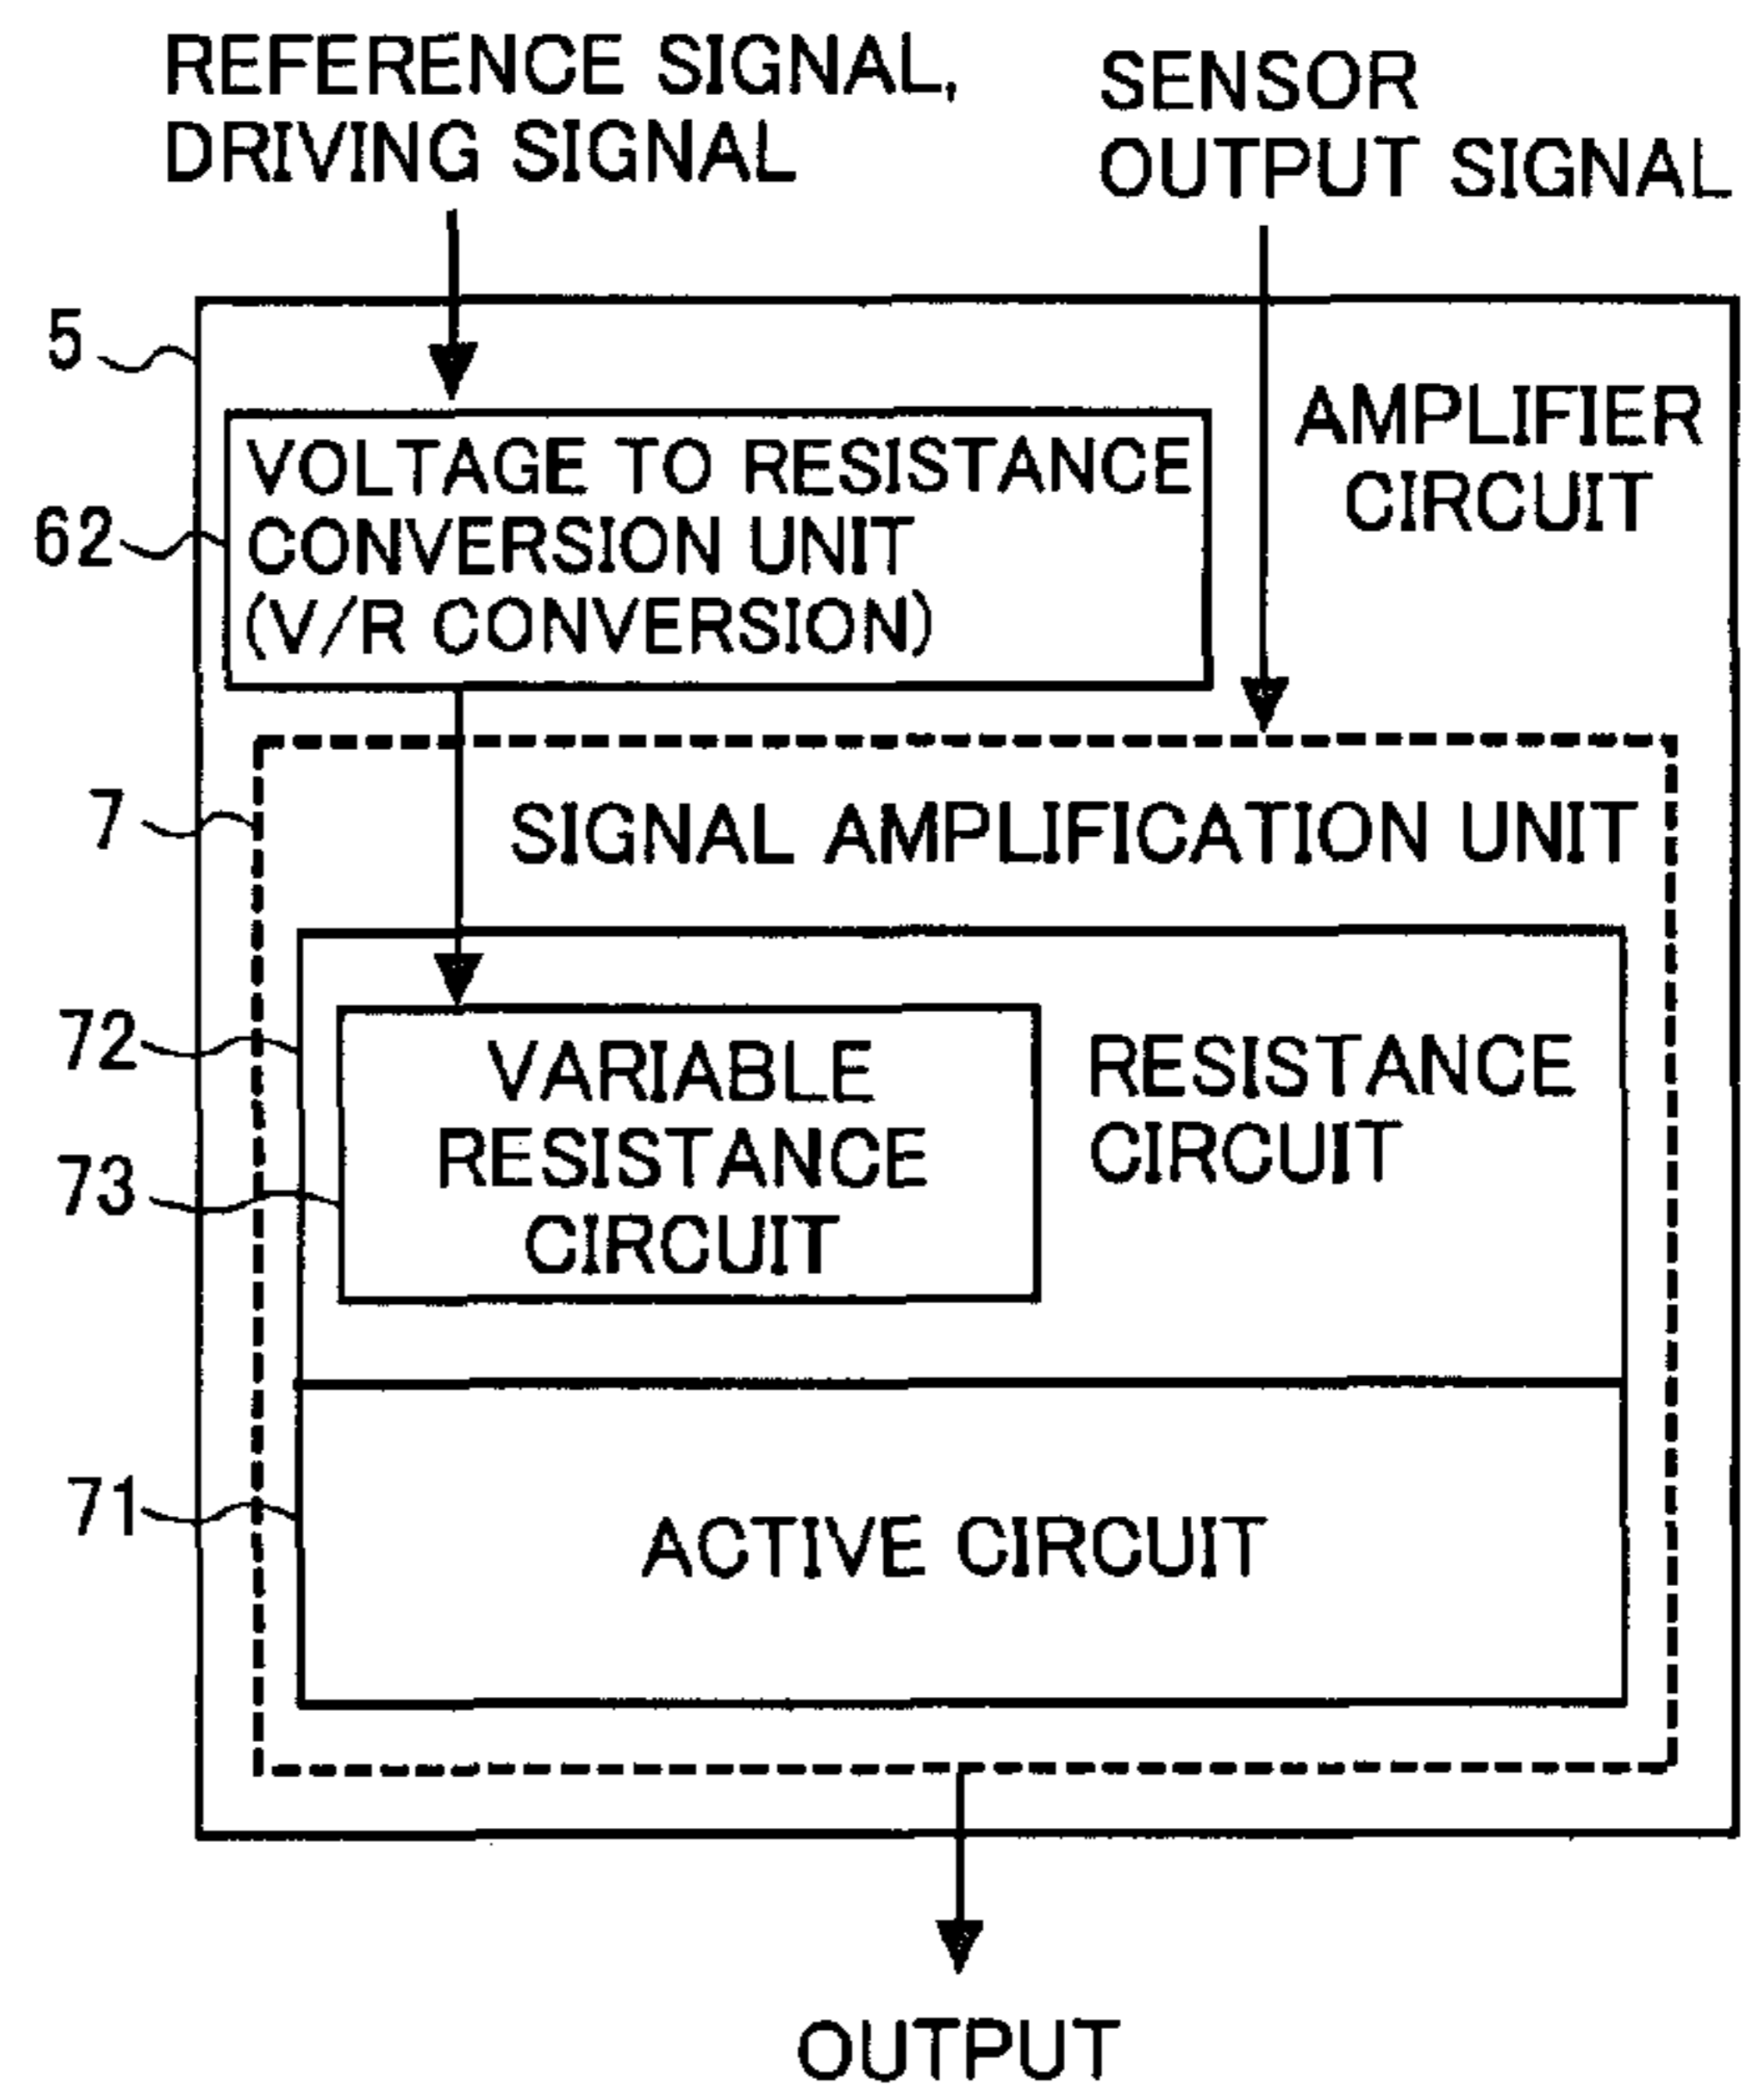 REFERENCE SIGNAL,
DRIVING SIGNAL
SENSOR
OUTPUT SIGNAL
5
AMPLIFIER
CIRCUIT
62
VOLTAGE TO RESISTANCE
CONVERSION UNIT
(V/R CONVERSION)
7
SIGNAL AMPLIFICATION UNIT
72
VARIABLE
RESISTANCE
CIRCUIT
RESISTANCE
CIRCUIT
73
71
ACTIVE CIRCUIT
OUTPUT